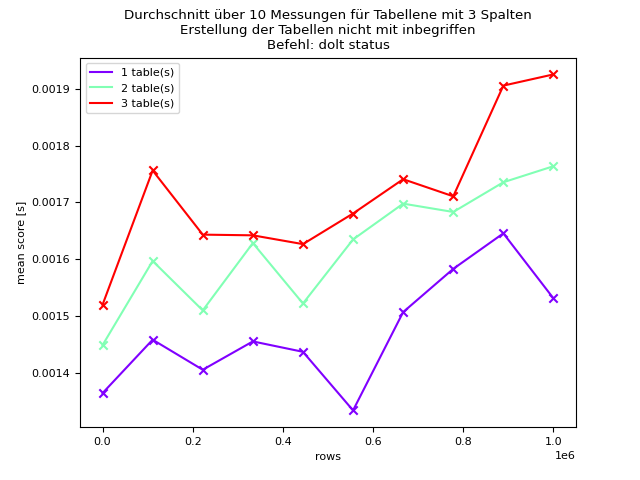 Durchschnitt über 10 Messungen für Tabellene mit 3 Spalten
Erstellung der Tabellen nicht mit inbegriffen
Befehl: dolt status
1 table(s)
2 table(s)
3 table(s)
0.0019
0.0018
0.0017
0.0016
0.0015
0.0014
mean score [s]
0.0 0.2 0.4 0.6 0.8 1.0
1e6
rows